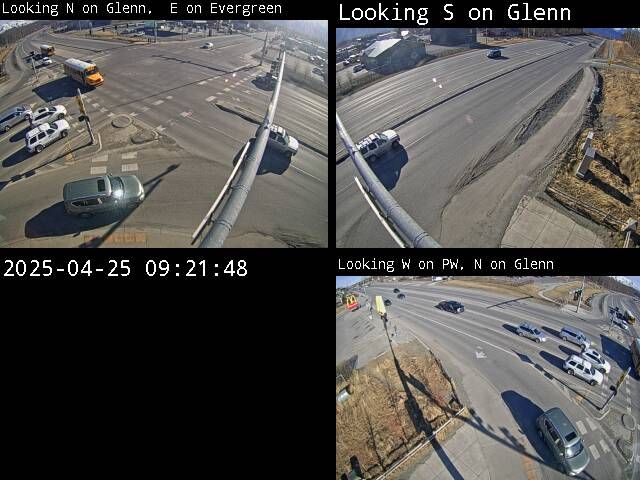 Looking N on Glenn, E on Evergreen
Looking S on Glenn
2025-04-25 09:21:48
Looking W on PW, N on Glenn